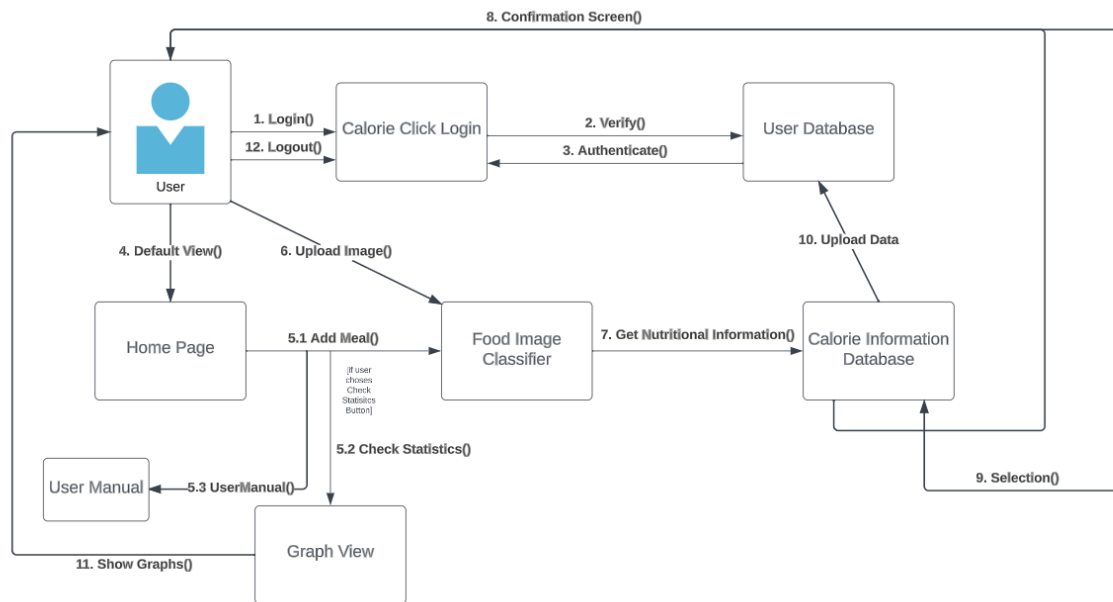 8. Confirmation Screen()
User
1. Login()
12. Logout()
Calorie Click Login
2. Verify()
3. Authenticate()
User Database
4. Default View()
6. Upload Image()
10. Upload Data
Home Page
5.1 Add Meal()
Food Image
Classifier
7. Get Nutritional Information()
Calorie Information
Database
[if user
choses
Check
Statisitcs
Button]
5.2 Check Statistics()
User Manual
5.3 UserManual()
9. Selection()
Graph View
11. Show Graphs()